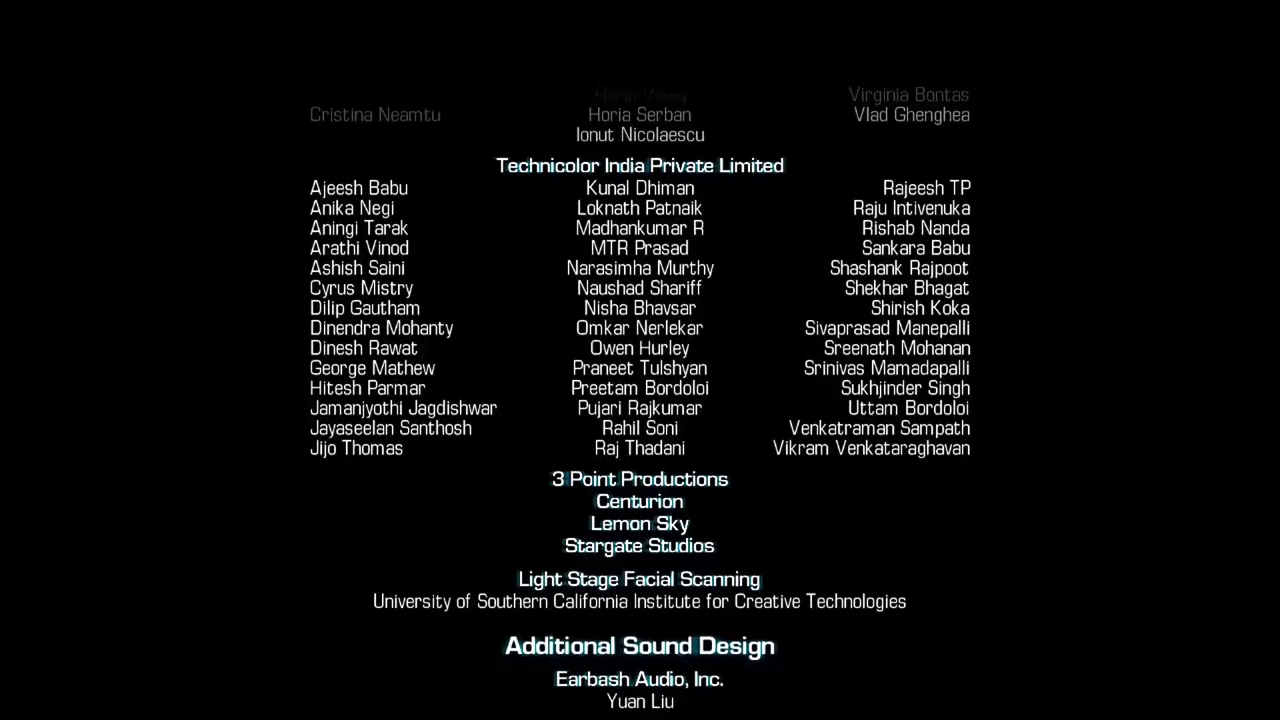 Virginia Bontas
Cristina Neamtu Horia Serban Vlad Ghenghea
Ionut Nicolaescu
Technicolor India Private Limited
Ajeesh Babu Kunal Dhiman Rajeesh TP
Anika Negi Loknath Patnaik Raju Intivenuka
Aningi Tarak Madhankumar R Rishab Nanda
Arathi Vinod MTR Prasad Sankara Babu
Ashish Saini Narasimha Murthy Shashank Rajpoot
Cyrus Mistry Naushad Shariff Shekhar Bhagat
Dilip Gautham Nisha Bhavsar Shirish Koka
Dinendra Mohanty Omkar Nerlekar Sivaprasad Manepalli
Dinesh Rawat Owen Hurley Sreenath Mohanan
George Mathew Praneet Tulshyan Srinivas Mamadapalli
Hitesh Parmar Preetam Bordoloi Sukhjinder Singh
Jamanjyothi Jagdishwar Pujari Rajkumar Uttam Bordoloi
Jayaseelan Santhosh Rahil Soni Venkatraman Sampath
Jijo Thomas Raj Thadani Vikram Venkataraghavan
3 Point Productions
Centurion
Lemon Sky
Stargate Studios
Light Stage Facial Scanning
University of Southern California Institute for Creative Technologies
Additional Sound Design
Earbash Audio, Inc.
Yuan Liu